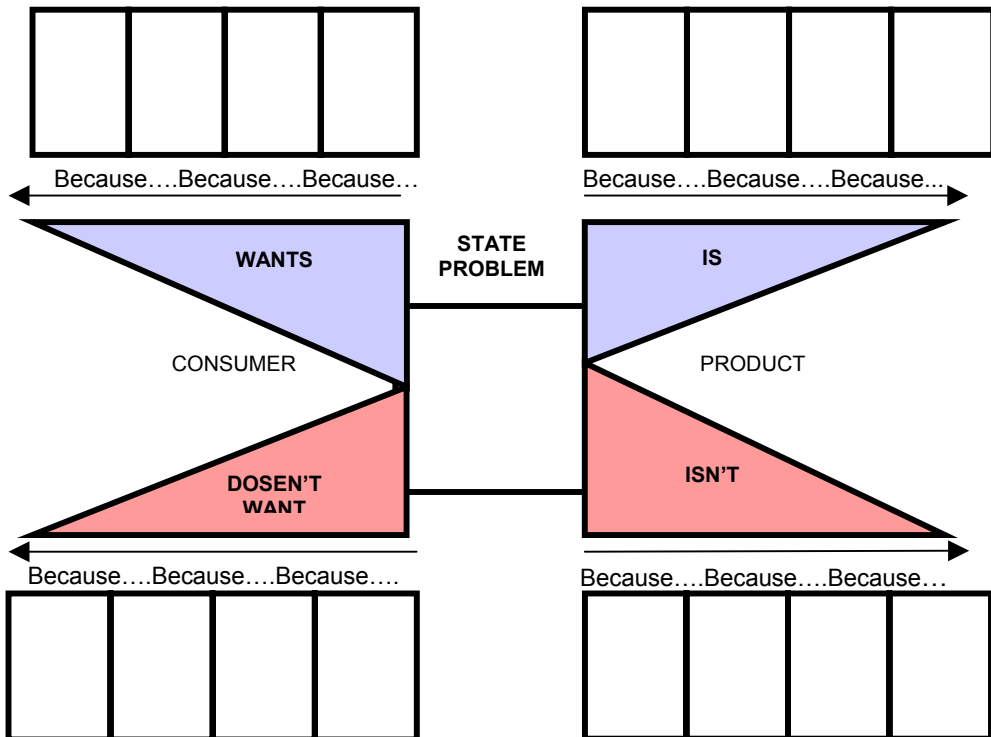 Because….Because….Because…
Because….Because….Because...
WANTS
STATE
PROBLEM
IS
CONSUMER
PRODUCT
DOSEN'T
WANT
ISN'T
Because….Because….Because….
Because….Because….Because…